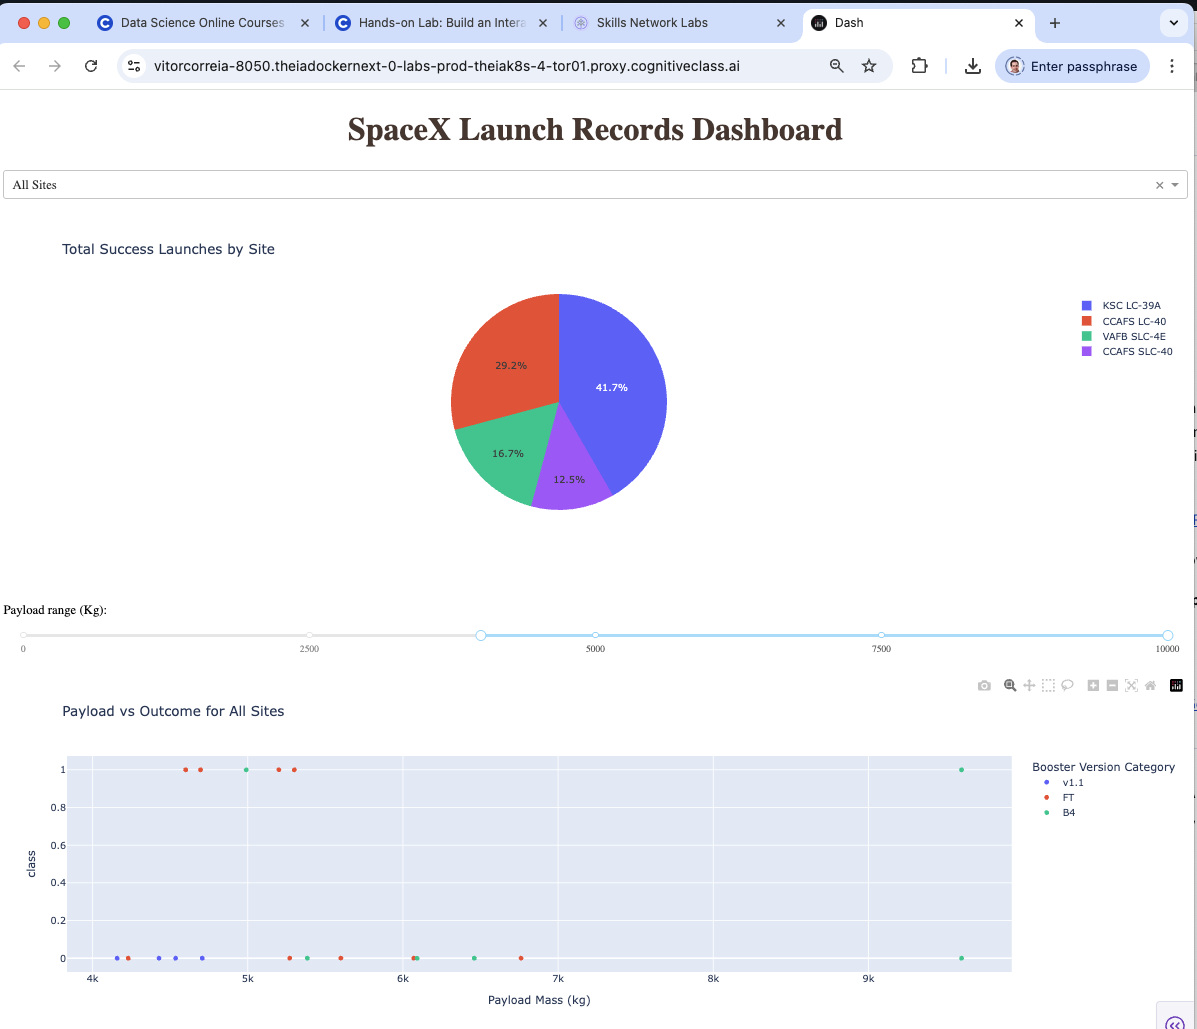 Data Science Online Courses
Hands-on Lab: Build an Intera
Skills Network Labs
Dash
vitorcorreia-8050.theiadockernext-0-labs-prod-theiak8s-4-tor01.proxy.cognitiveclass.ai
Enter passphrase
SpaceX Launch Records Dashboard
All Sites
Total Success Launches by Site
KSC LC-39A
CCAFS LC-40
VAFB SLC-4E
CCAFS SLC-40
29.2%
41.7%
16.7%
12.5%
Payload range (Kg):
0 2500 5000 7500 10000
Payload vs Outcome for All Sites
Booster Version Category
v1.1
FT
B4
1
0.8
0.6
0.4
0.2
0
class
4k 5k 6k 7k 8k 9k
Payload Mass (kg)